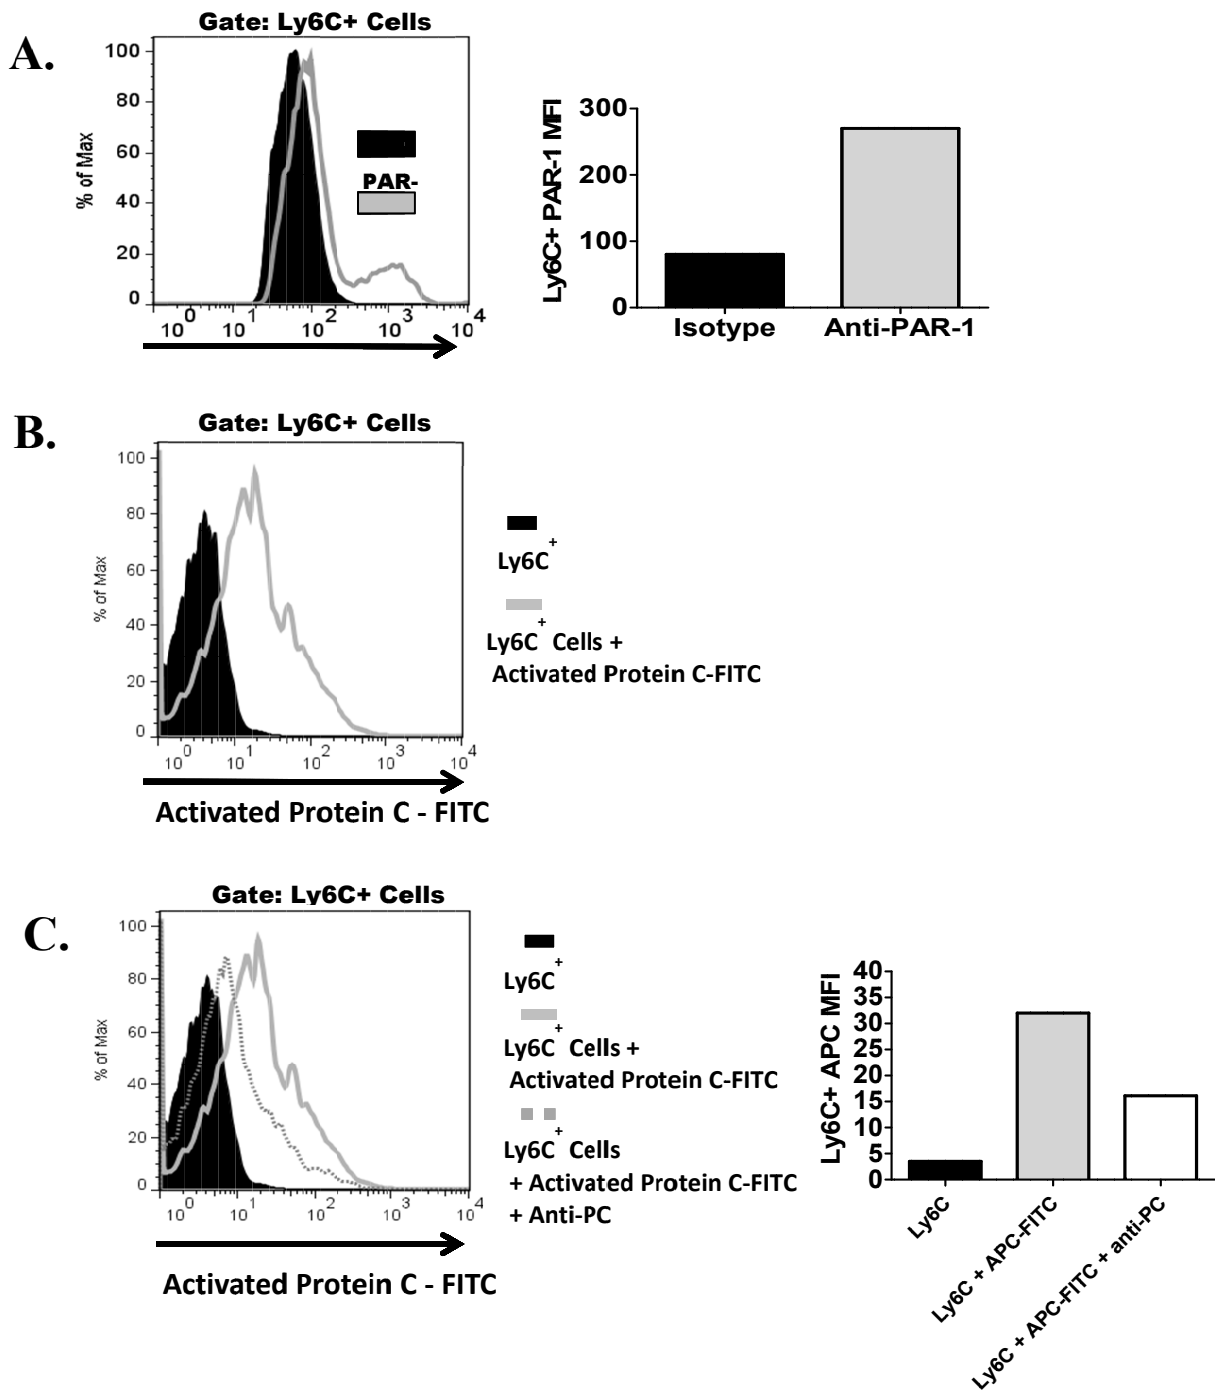 A.
Gate: Ly6C+ Cells
% of Max
100
80
60
40
20
0
PAR-
10^0 10^1 10^2 10^3 10^4
Ly6C+ PAR-1 MFI
300
200
100
0
Isotype Anti-PAR-1
B.
Gate: Ly6C+ Cells
% of Max
100
80
60
40
20
0
10^0 10^1 10^2 10^3 10^4
Activated Protein C - FITC
Ly6C+
Ly6C+ Cells +
Activated Protein C-FITC
C.
Gate: Ly6C+ Cells
% of Max
100
80
60
40
20
0
10^0 10^1 10^2 10^3 10^4
Activated Protein C - FITC
Ly6C+
Ly6C+ Cells +
Activated Protein C-FITC
Ly6C+ Cells
+ Activated Protein C-FITC
+ Anti-PC
Ly6C+ APC MFI
40
35
30
25
20
15
10
5
0
Ly6C
Ly6C + APC-FITC
Ly6C + APC-FITC + anti-PC